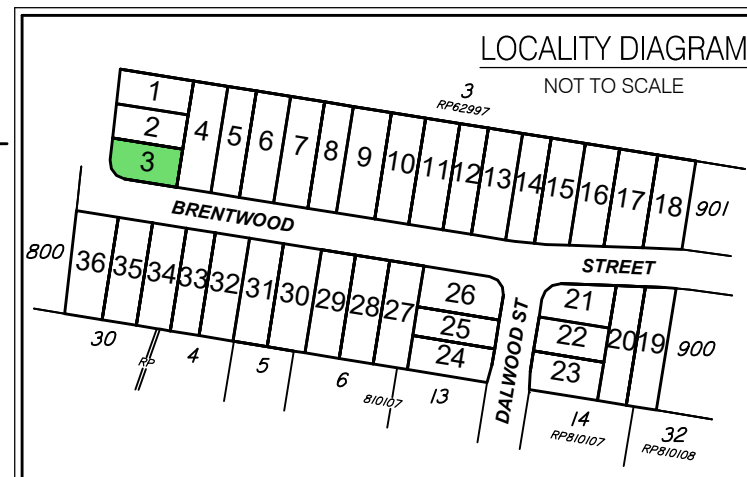 LOCALITY DIAGRAM
NOT TO SCALE
3
RP62997
1
2
3
4 5 6 7 8 9 10 11 12 13 14 15 16 17 18 901
BRENTWOOD
STREET
800 36 35 34 33 32 31 30 29 28 27
26
25
24
DALWOOD ST
21
22
23
20 19 900
30 RP 4 5 6 810107 13
14
RP810107
32
RP810108